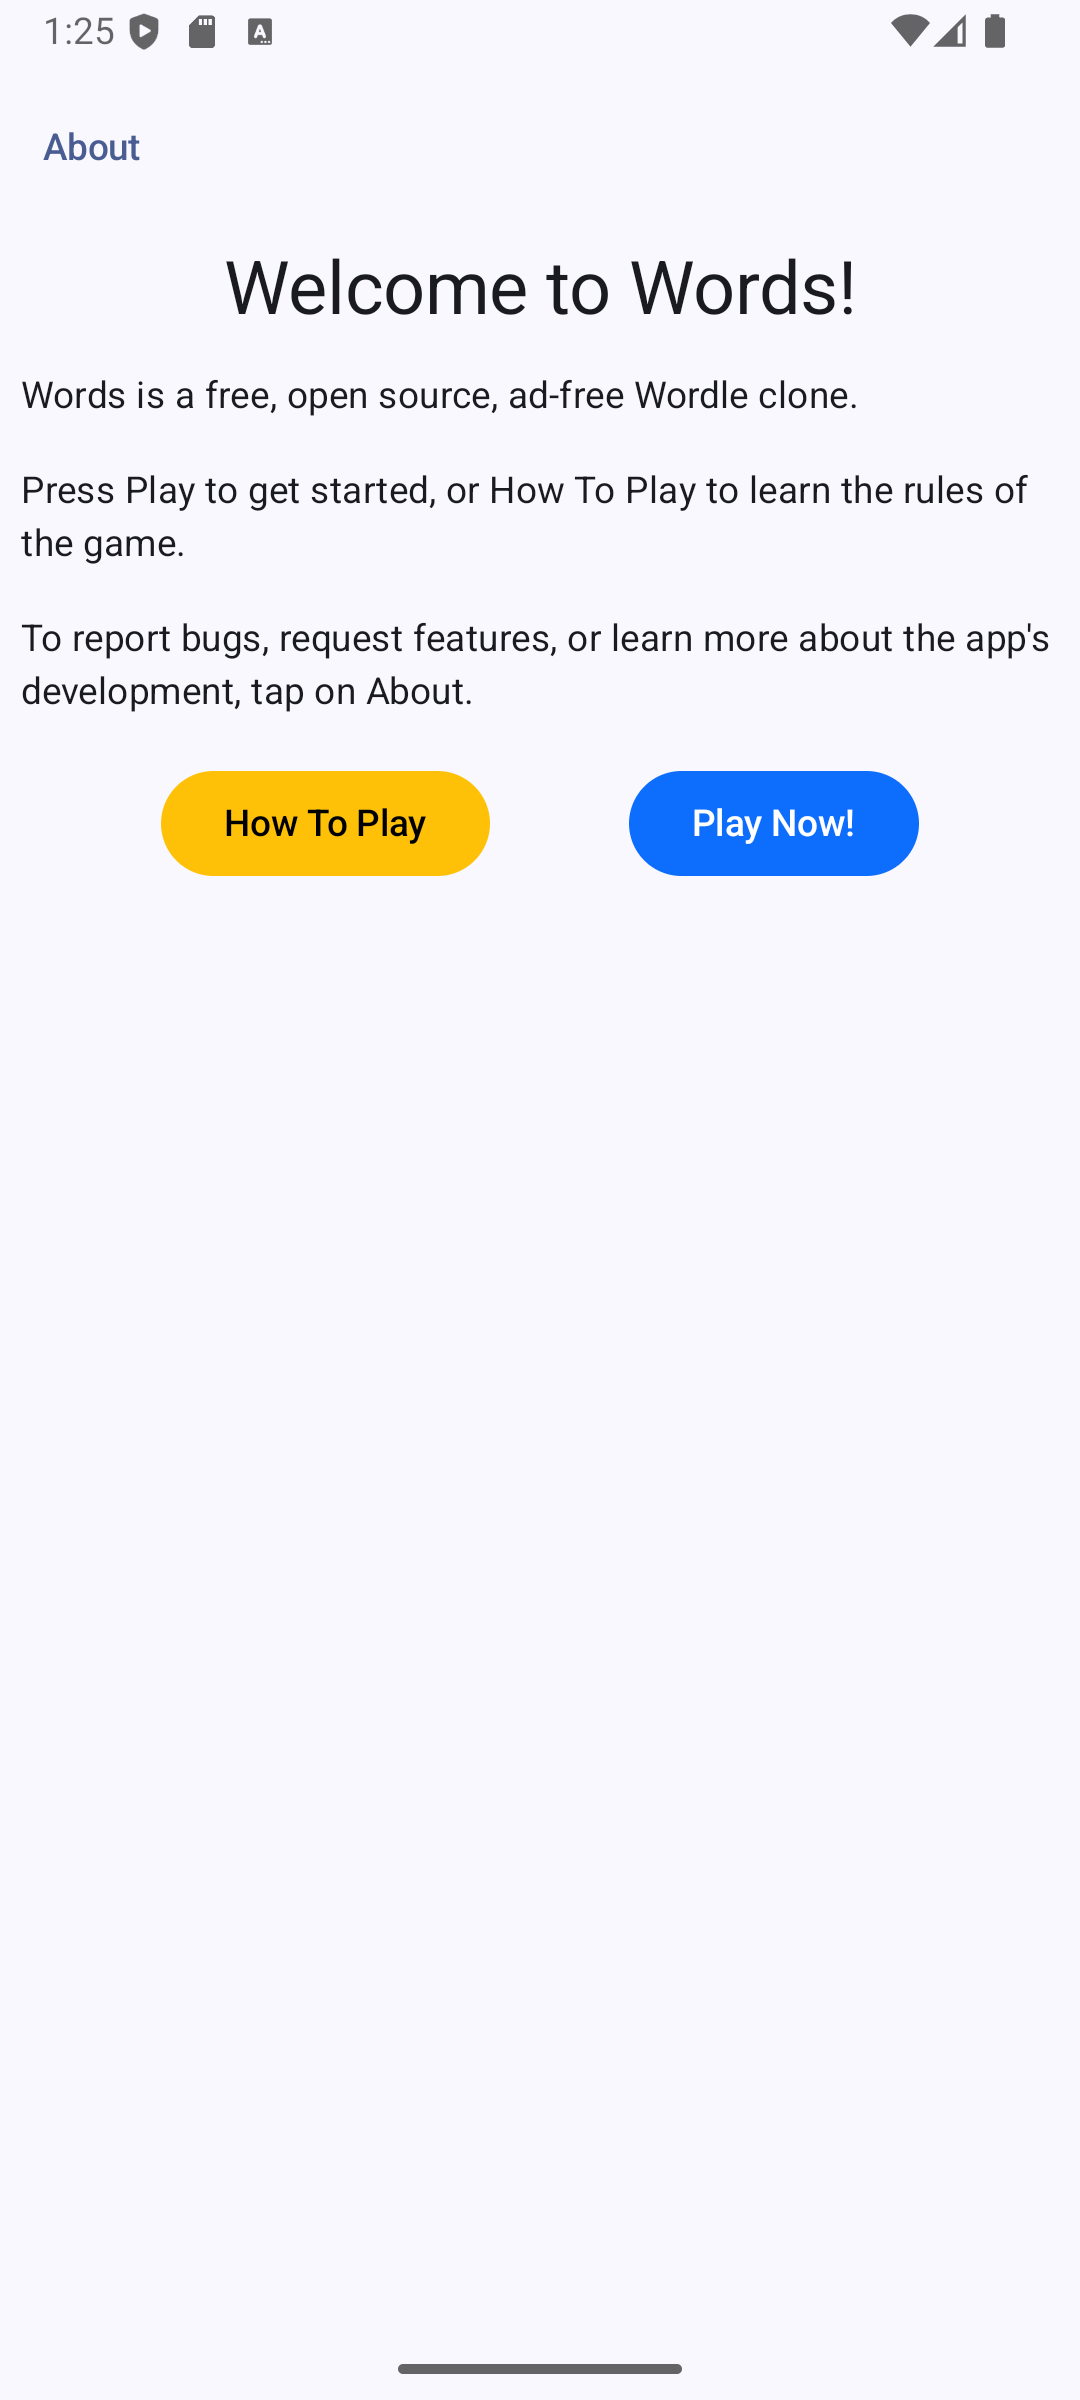 1:25
About
Welcome to Words!
Words is a free, open source, ad-free Wordle clone.
Press Play to get started, or How To Play to learn the rules of
the game.
To report bugs, request features, or learn more about the app's
development, tap on About.
How To Play
Play Now!